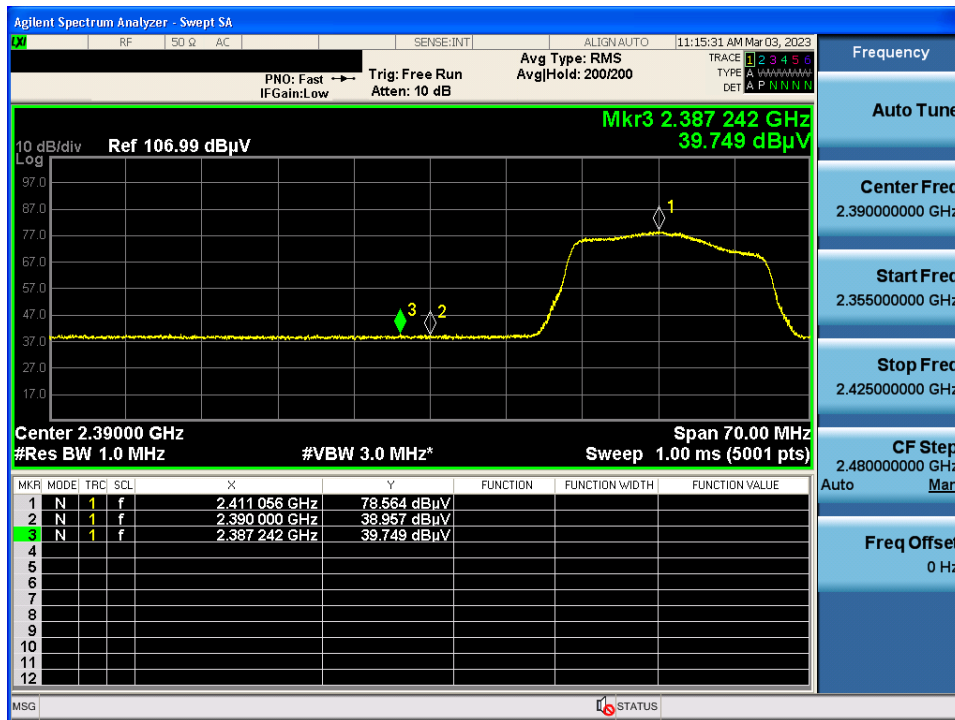 Agilent Spectrum Analyzer - Swept SA
LXI RF 50 Ω AC SENSE:INT ALIGN AUTO 11:15:31 AM Mar 03, 2023
Frequency
PNO: Fast Trig: Free Run Avg Type: RMS TRACE 1 2 3 4 5 6
IFGain:Low Atten: 10 dB Avg|Hold: 200/200 TYPE A WWWWW
DET A P N N N N
Auto Tune
Mkr3 2.387 242 GHz
39.749 dBµV
10 dB/div Ref 106.99 dBµV
Log
97.0
87.0
77.0
67.0
57.0
47.0
37.0
27.0
17.0
1
3
2
Center Freq
2.390000000 GHz
Start Freq
2.355000000 GHz
Stop Freq
2.425000000 GHz
Center 2.39000 GHz Span 70.00 MHz
#Res BW 1.0 MHz #VBW 3.0 MHz* Sweep 1.00 ms (5001 pts)
CF Step
2.480000000 GHz
Auto Man
MKR MODE TRC SCL X Y FUNCTION FUNCTION WIDTH FUNCTION VALUE
1 N 1 f 2.411 056 GHz 78.564 dBµV
2 N 1 f 2.390 000 GHz 38.957 dBµV
3 N 1 f 2.387 242 GHz 39.749 dBµV
4
5
6
7
8
9
10
11
12
Freq Offset
0 Hz
MSG STATUS